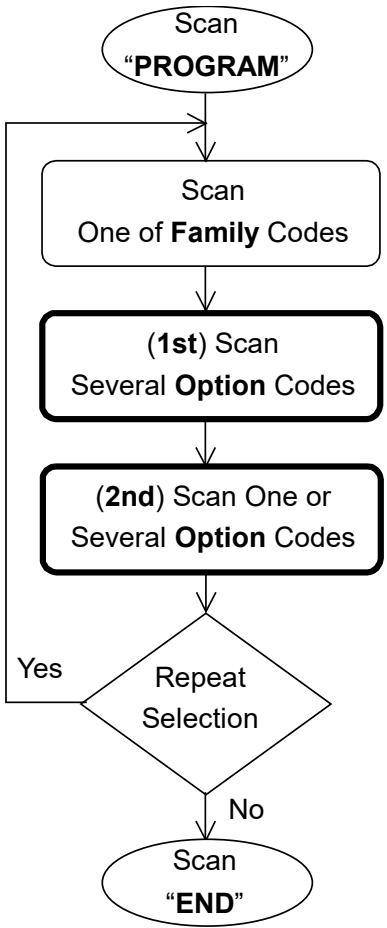 Scan
“PROGRAM”
Scan
One of Family Codes
(1st) Scan
Several Option Codes
(2nd) Scan One or
Several Option Codes
Yes
Repeat
Selection
No
Scan
“END”